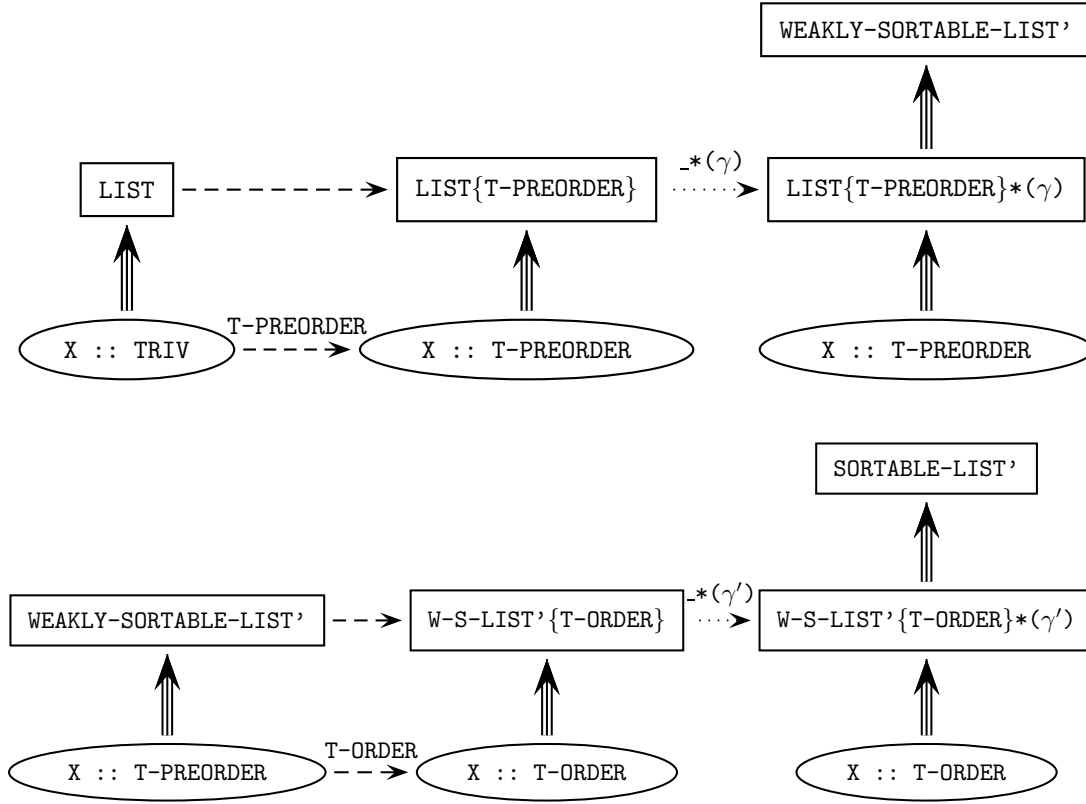 WEAKLY-SORTABLE-LIST’
LIST
LIST{T-PREORDER}
_*(γ)
LIST{T-PREORDER}*(γ)
X :: TRIV
T-PREORDER
X :: T-PREORDER
X :: T-PREORDER
SORTABLE-LIST’
WEAKLY-SORTABLE-LIST’
W-S-LIST’{T-ORDER}
_*(γ′)
W-S-LIST’{T-ORDER}*(γ′)
X :: T-PREORDER
T-ORDER
X :: T-ORDER
X :: T-ORDER